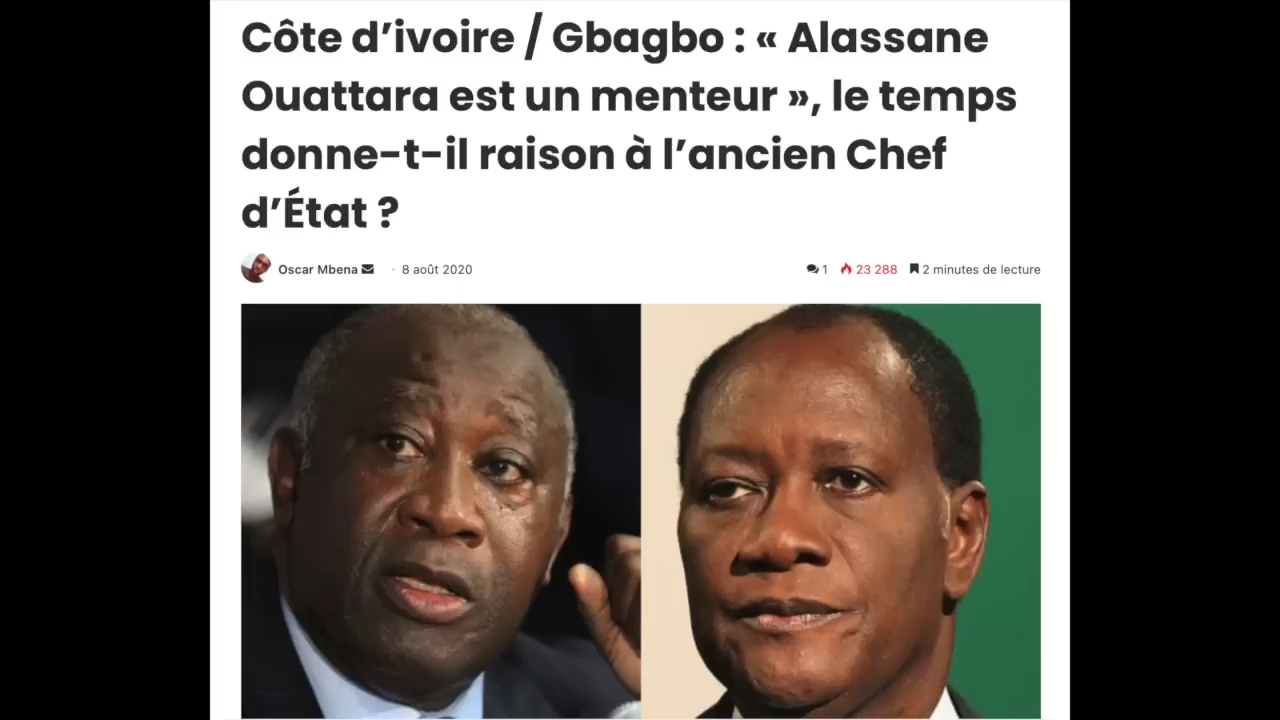 Côte d’ivoire / Gbagbo : « Alassane
Ouattara est un menteur », le temps
donne-t-il raison à l’ancien Chef
d’État ?
Oscar Mbena 8 août 2020 1 23 288 2 minutes de lecture